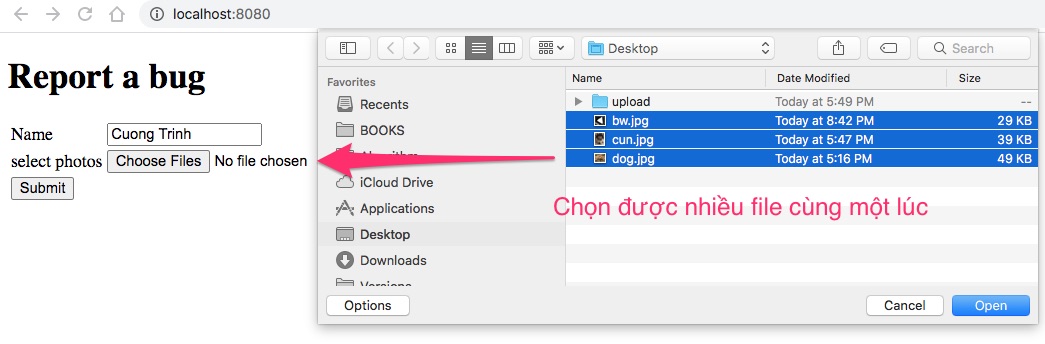 localhost:8080
Report a bug
Name Cuong Trinh
select photos Choose Files No file chosen
Submit
Desktop
Search
Favorites
Recents
BOOKS
iCloud Drive
Applications
Desktop
Downloads
Name Date Modified Size
upload Today at 5:49 PM --
bw.jpg Today at 8:42 PM 29 KB
cun.jpg Today at 5:47 PM 39 KB
dog.jpg Today at 5:16 PM 49 KB
Chọn được nhiều file cùng một lúc
Options Cancel Open